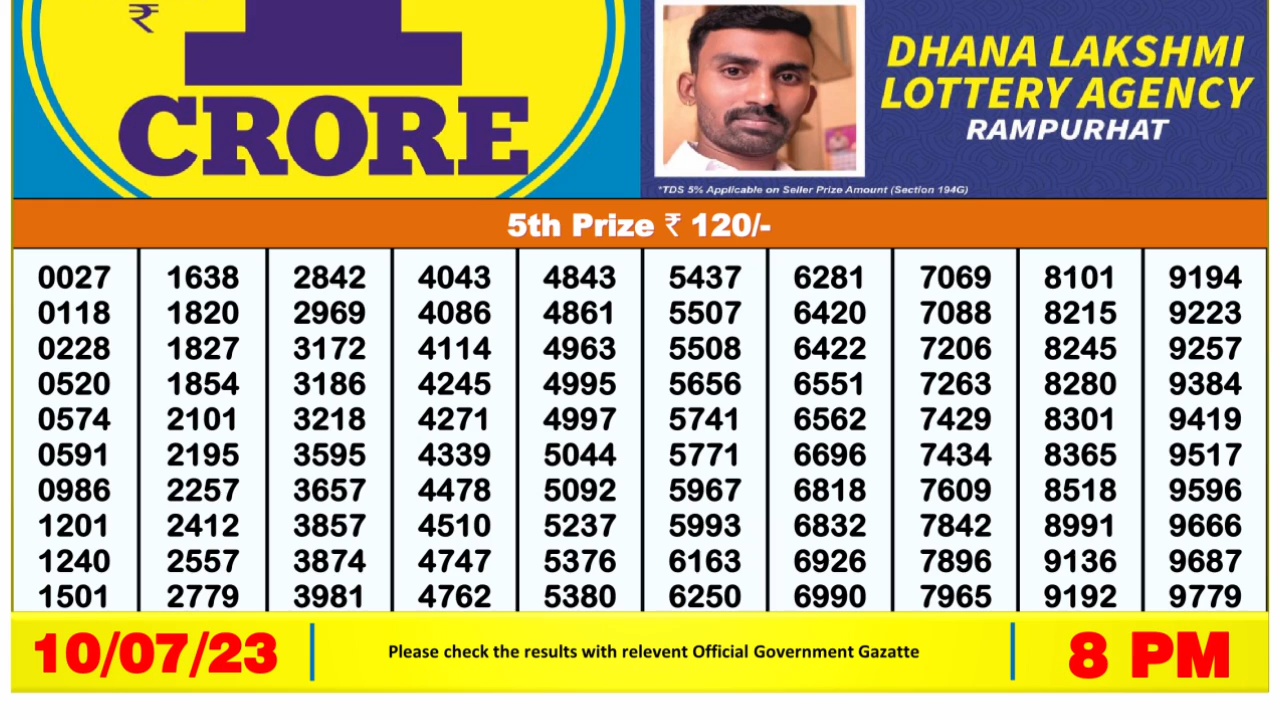 ₹
1
CRORE
DHANA LAKSHMI
LOTTERY AGENCY
RAMPURHAT
*TDS 5% Applicable on Seller Prize Amount (Section 194G)
5th Prize ₹ 120/-
0027 1638 2842 4043 4843 5437 6281 7069 8101 9194
0118 1820 2969 4086 4861 5507 6420 7088 8215 9223
0228 1827 3172 4114 4963 5508 6422 7206 8245 9257
0520 1854 3186 4245 4995 5656 6551 7263 8280 9384
0574 2101 3218 4271 4997 5741 6562 7429 8301 9419
0591 2195 3595 4339 5044 5771 6696 7434 8365 9517
0986 2257 3657 4478 5092 5967 6818 7609 8518 9596
1201 2412 3857 4510 5237 5993 6832 7842 8991 9666
1240 2557 3874 4747 5376 6163 6926 7896 9136 9687
1501 2779 3981 4762 5380 6250 6990 7965 9192 9779
10/07/23 Please check the results with relevent Official Government Gazatte 8 PM